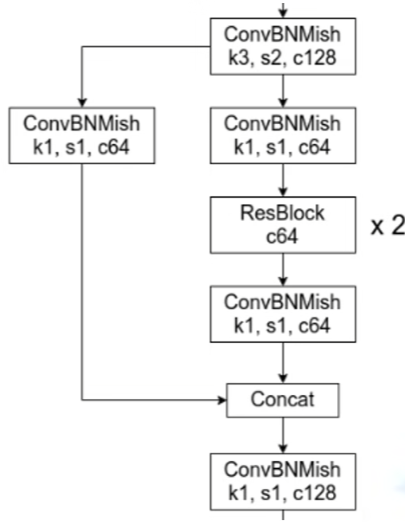 ConvBNMish
k3, s2, c128
ConvBNMish
k1, s1, c64
ConvBNMish
k1, s1, c64
ResBlock
c64
x 2
ConvBNMish
k1, s1, c64
Concat
ConvBNMish
k1, s1, c128